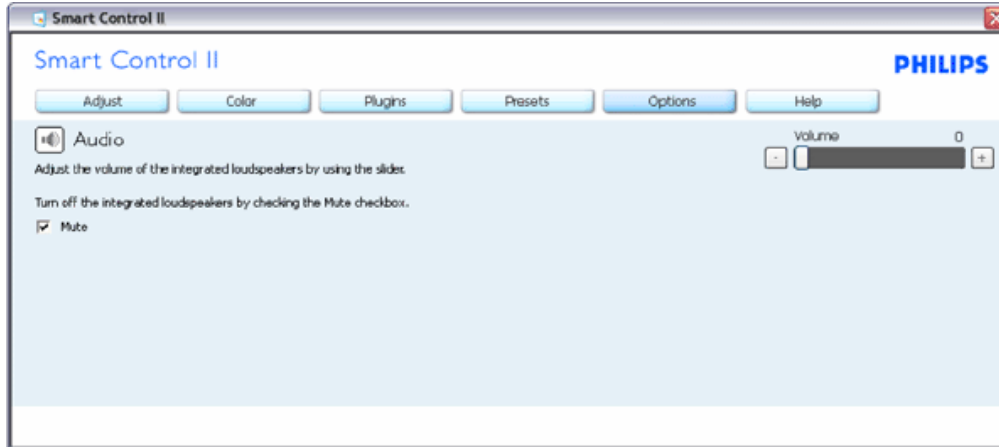 Smart Control II
Smart Control II
PHILIPS
Adjust Color Plugins Presets Options Help
Audio
Volume 0
- +
Adjust the volume of the integrated loudspeakers by using the slider.
Turn off the integrated loudspeakers by checking the Mute checkbox.
Mute